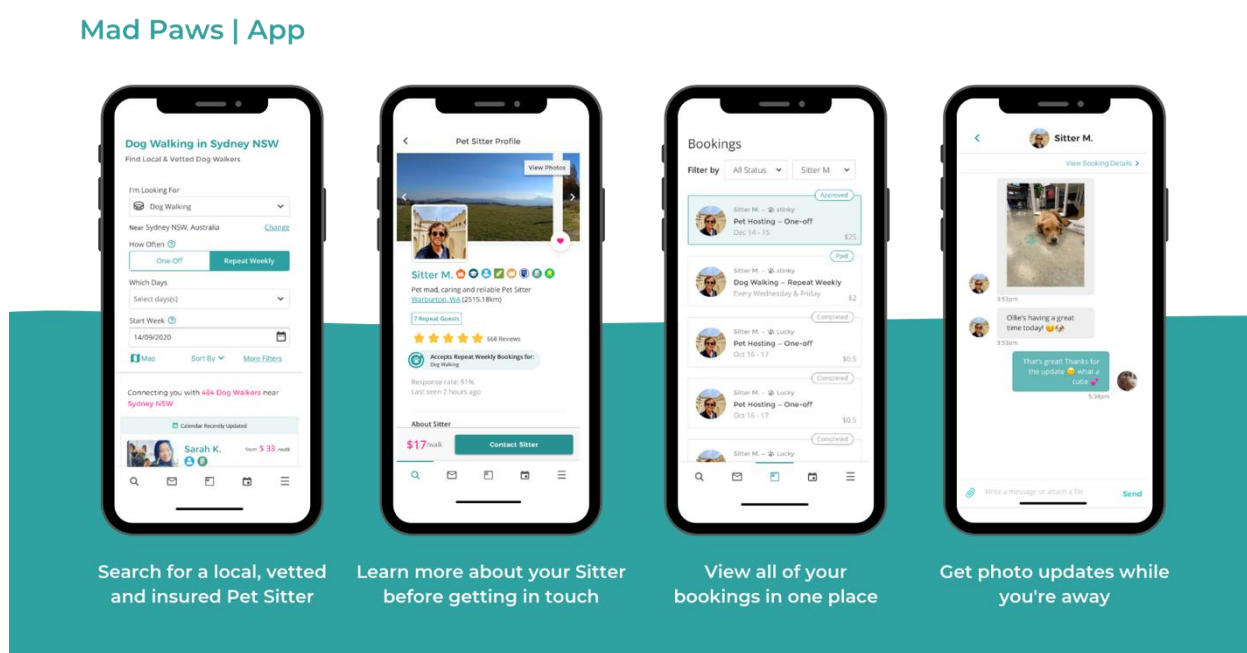 Mad Paws | App
Dog Walking in Sydney NSW
Find Local & Vetted Dog Walkers
I'm Looking For
Dog Walking
Near Sydney NSW, Australia Change
How Often
One-Off Repeat Weekly
Which Days
Select days(s)
Start Week
14/09/2020
Map Sort By More Filters
Connecting you with 484 Dog Walkers near
Sydney NSW
Calendar Recently Updated
Sarah K. from $ 33 /walk
Pet Sitter Profile
View Photos
Sitter M.
Pet mad, caring and reliable Pet Sitter
Warburton, WA (2515.18km)
7 Repeat Guests
668 Reviews
Accepts Repeat Weekly Bookings for:
Dog Walking
Response rate: 91%
Last seen 2 hours ago
About Sitter
$17/walk Contact Sitter
Bookings
Filter by All Status Sitter M.
Approved
Sitter M. – stinky
Pet Hosting – One-off
Dec 14 - 15
$25
Paid
Sitter M. – stinky
Dog Walking – Repeat Weekly
Every Wednesday & Friday
$2
Completed
Sitter M. – Lucky
Pet Hosting – One-off
Oct 16 - 17
$0.5
Completed
Sitter M. – Lucky
Pet Hosting – One-off
Oct 16 - 17
$0.5
Completed
Sitter M. – Lucky
Sitter M.
View Booking Details >
3:53pm
Ollie's having a great
time today! 😄🐶
3:53pm
That's great! Thanks for
the update 😊 what a
cutie 💕
5:34pm
Write a message or attach a file Send
Search for a local, vetted
and insured Pet Sitter
Learn more about your Sitter
before getting in touch
View all of your
bookings in one place
Get photo updates while
you're away